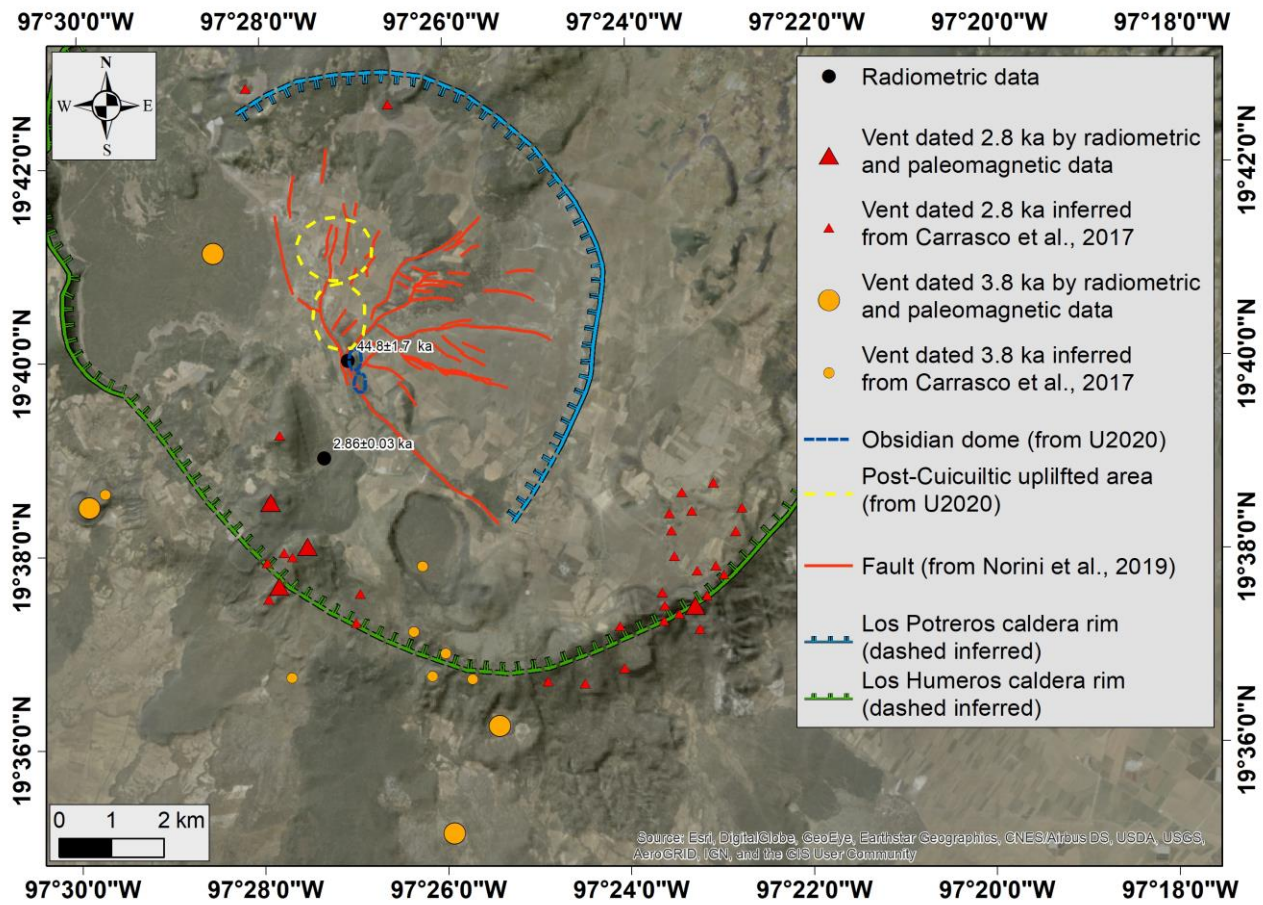 97°30'0"W 97°28'0"W 97°26'0"W 97°24'0"W 97°22'0"W 97°20'0"W 97°18'0"W
N
W E
S
19°42'0"N
19°40'0"N
19°38'0"N
19°36'0"N
44.8±1.7 ka
2.86±0.03 ka
Radiometric data
Vent dated 2.8 ka by radiometric
and paleomagnetic data
Vent dated 2.8 ka inferred
from Carrasco et al., 2017
Vent dated 3.8 ka by radiometric
and paleomagnetic data
Vent dated 3.8 ka inferred
from Carrasco et al., 2017
Obsidian dome (from U2020)
Post-Cuicuiltic uplilfted area
(from U2020)
Fault (from Norini et al., 2019)
Los Potreros caldera rim
(dashed inferred)
Los Humeros caldera rim
(dashed inferred)
19°42'0"N
19°40'0"N
19°38'0"N
19°36'0"N
0 1 2 km
Source: Esri, DigitalGlobe, GeoEye, Earthstar Geographics, CNES/Airbus DS, USDA, USGS,
AeroGRID, IGN, and the GIS User Community
97°30'0"W 97°28'0"W 97°26'0"W 97°24'0"W 97°22'0"W 97°20'0"W 97°18'0"W